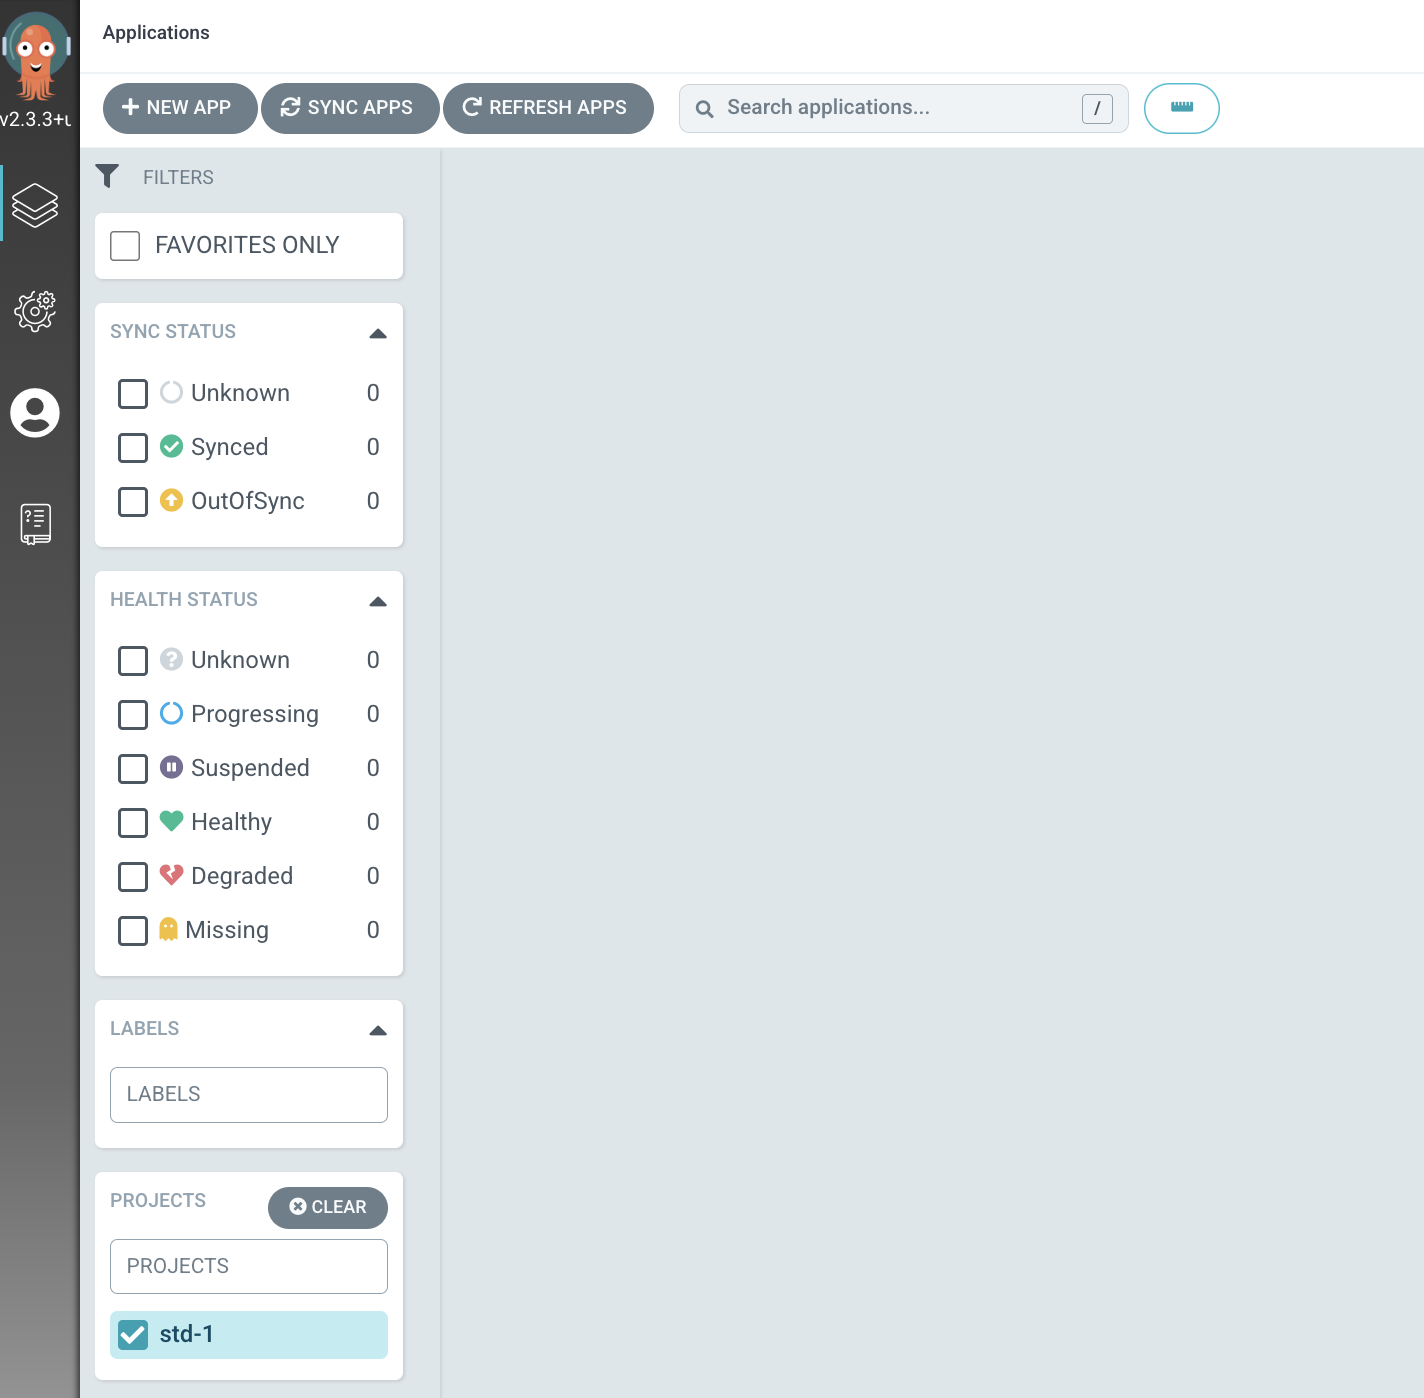 Applications
NEW APP
SYNC APPS
REFRESH APPS
Search applications...
/
v2.3.3+u
FILTERS
FAVORITES ONLY
SYNC STATUS
Unknown 0
Synced 0
OutOfSync 0
HEALTH STATUS
Unknown 0
Progressing 0
Suspended 0
Healthy 0
Degraded 0
Missing 0
LABELS
LABELS
PROJECTS
CLEAR
PROJECTS
std-1